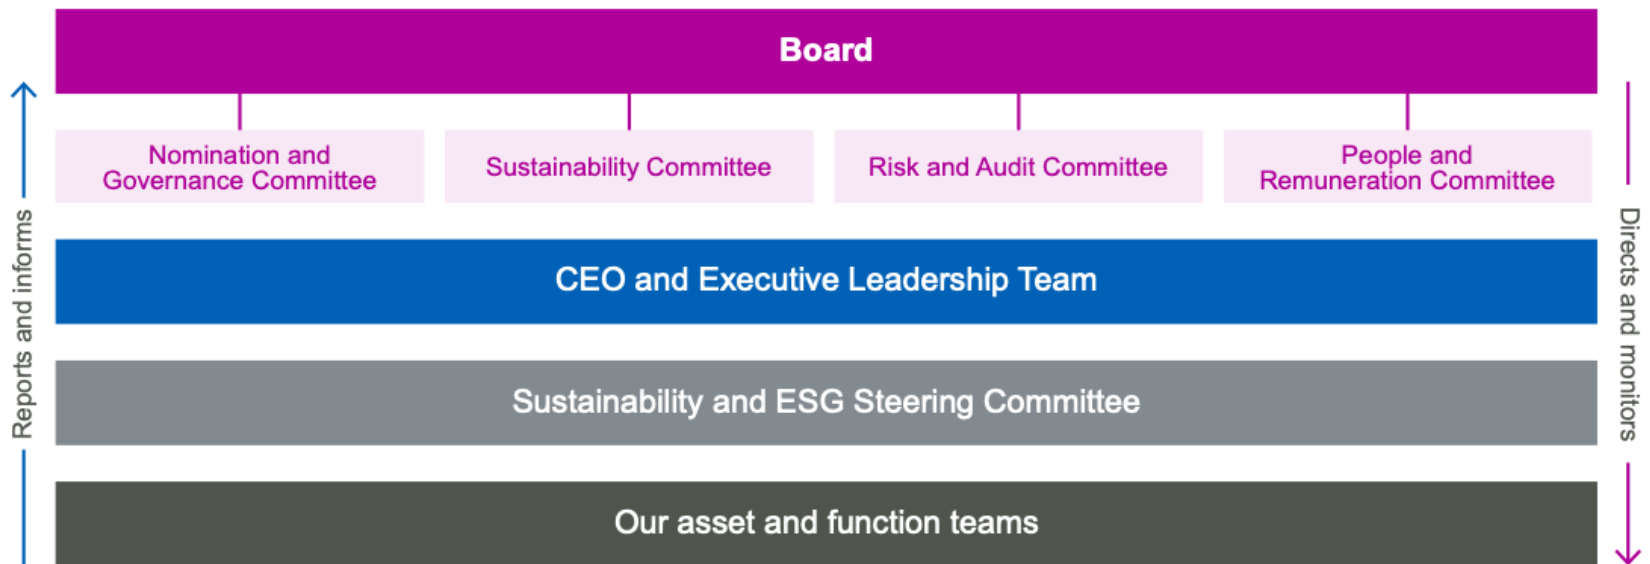 Board
Nomination and
Governance Committee
Sustainability Committee
Risk and Audit Committee
People and
Remuneration Committee
CEO and Executive Leadership Team
Sustainability and ESG Steering Committee
Our asset and function teams
Reports and informs
Directs and monitors